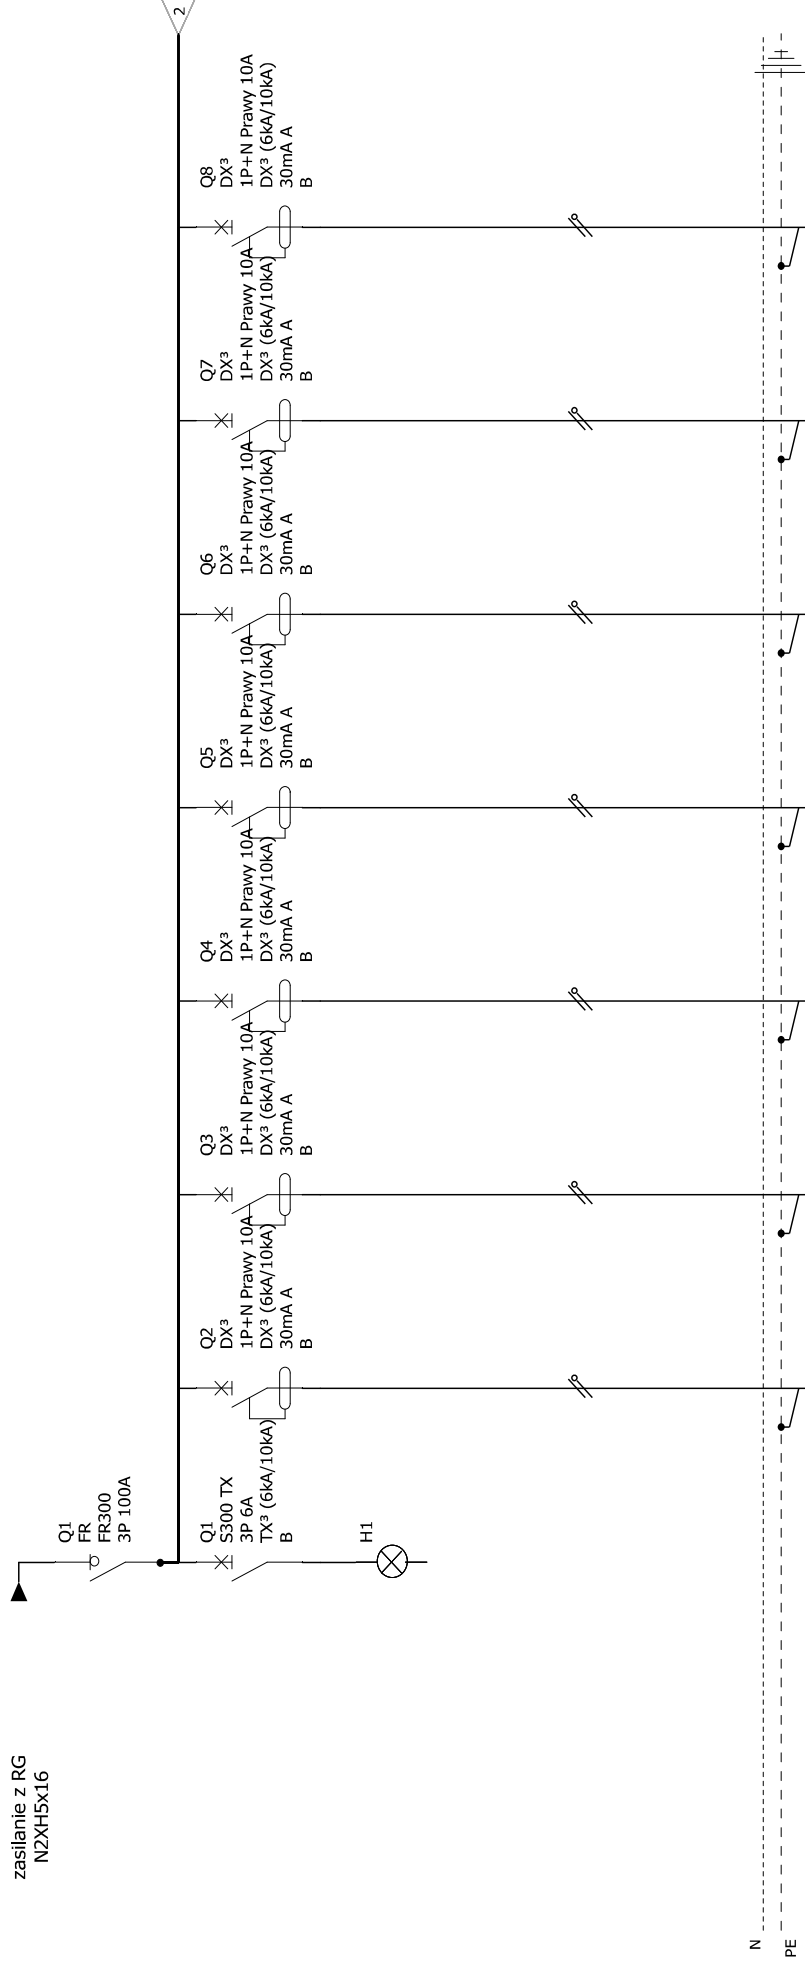 zasilanie z RG
N2XH5x16
Q1
FR
FR300
3P 100A
2
Q1
S300 TX
3P 6A
TX³ (6kA/10kA)
B
H1
Q2
DX³
1P+N Prawy 10A
DX³ (6kA/10kA)
30mA A
B
Q3
DX³
1P+N Prawy 10A
DX³ (6kA/10kA)
30mA A
B
Q4
DX³
1P+N Prawy 10A
DX³ (6kA/10kA)
30mA A
B
Q5
DX³
1P+N Prawy 10A
DX³ (6kA/10kA)
30mA A
B
Q6
DX³
1P+N Prawy 10A
DX³ (6kA/10kA)
30mA A
B
Q7
DX³
1P+N Prawy 10A
DX³ (6kA/10kA)
30mA A
B
Q8
DX³
1P+N Prawy 10A
DX³ (6kA/10kA)
30mA A
B
N
PE